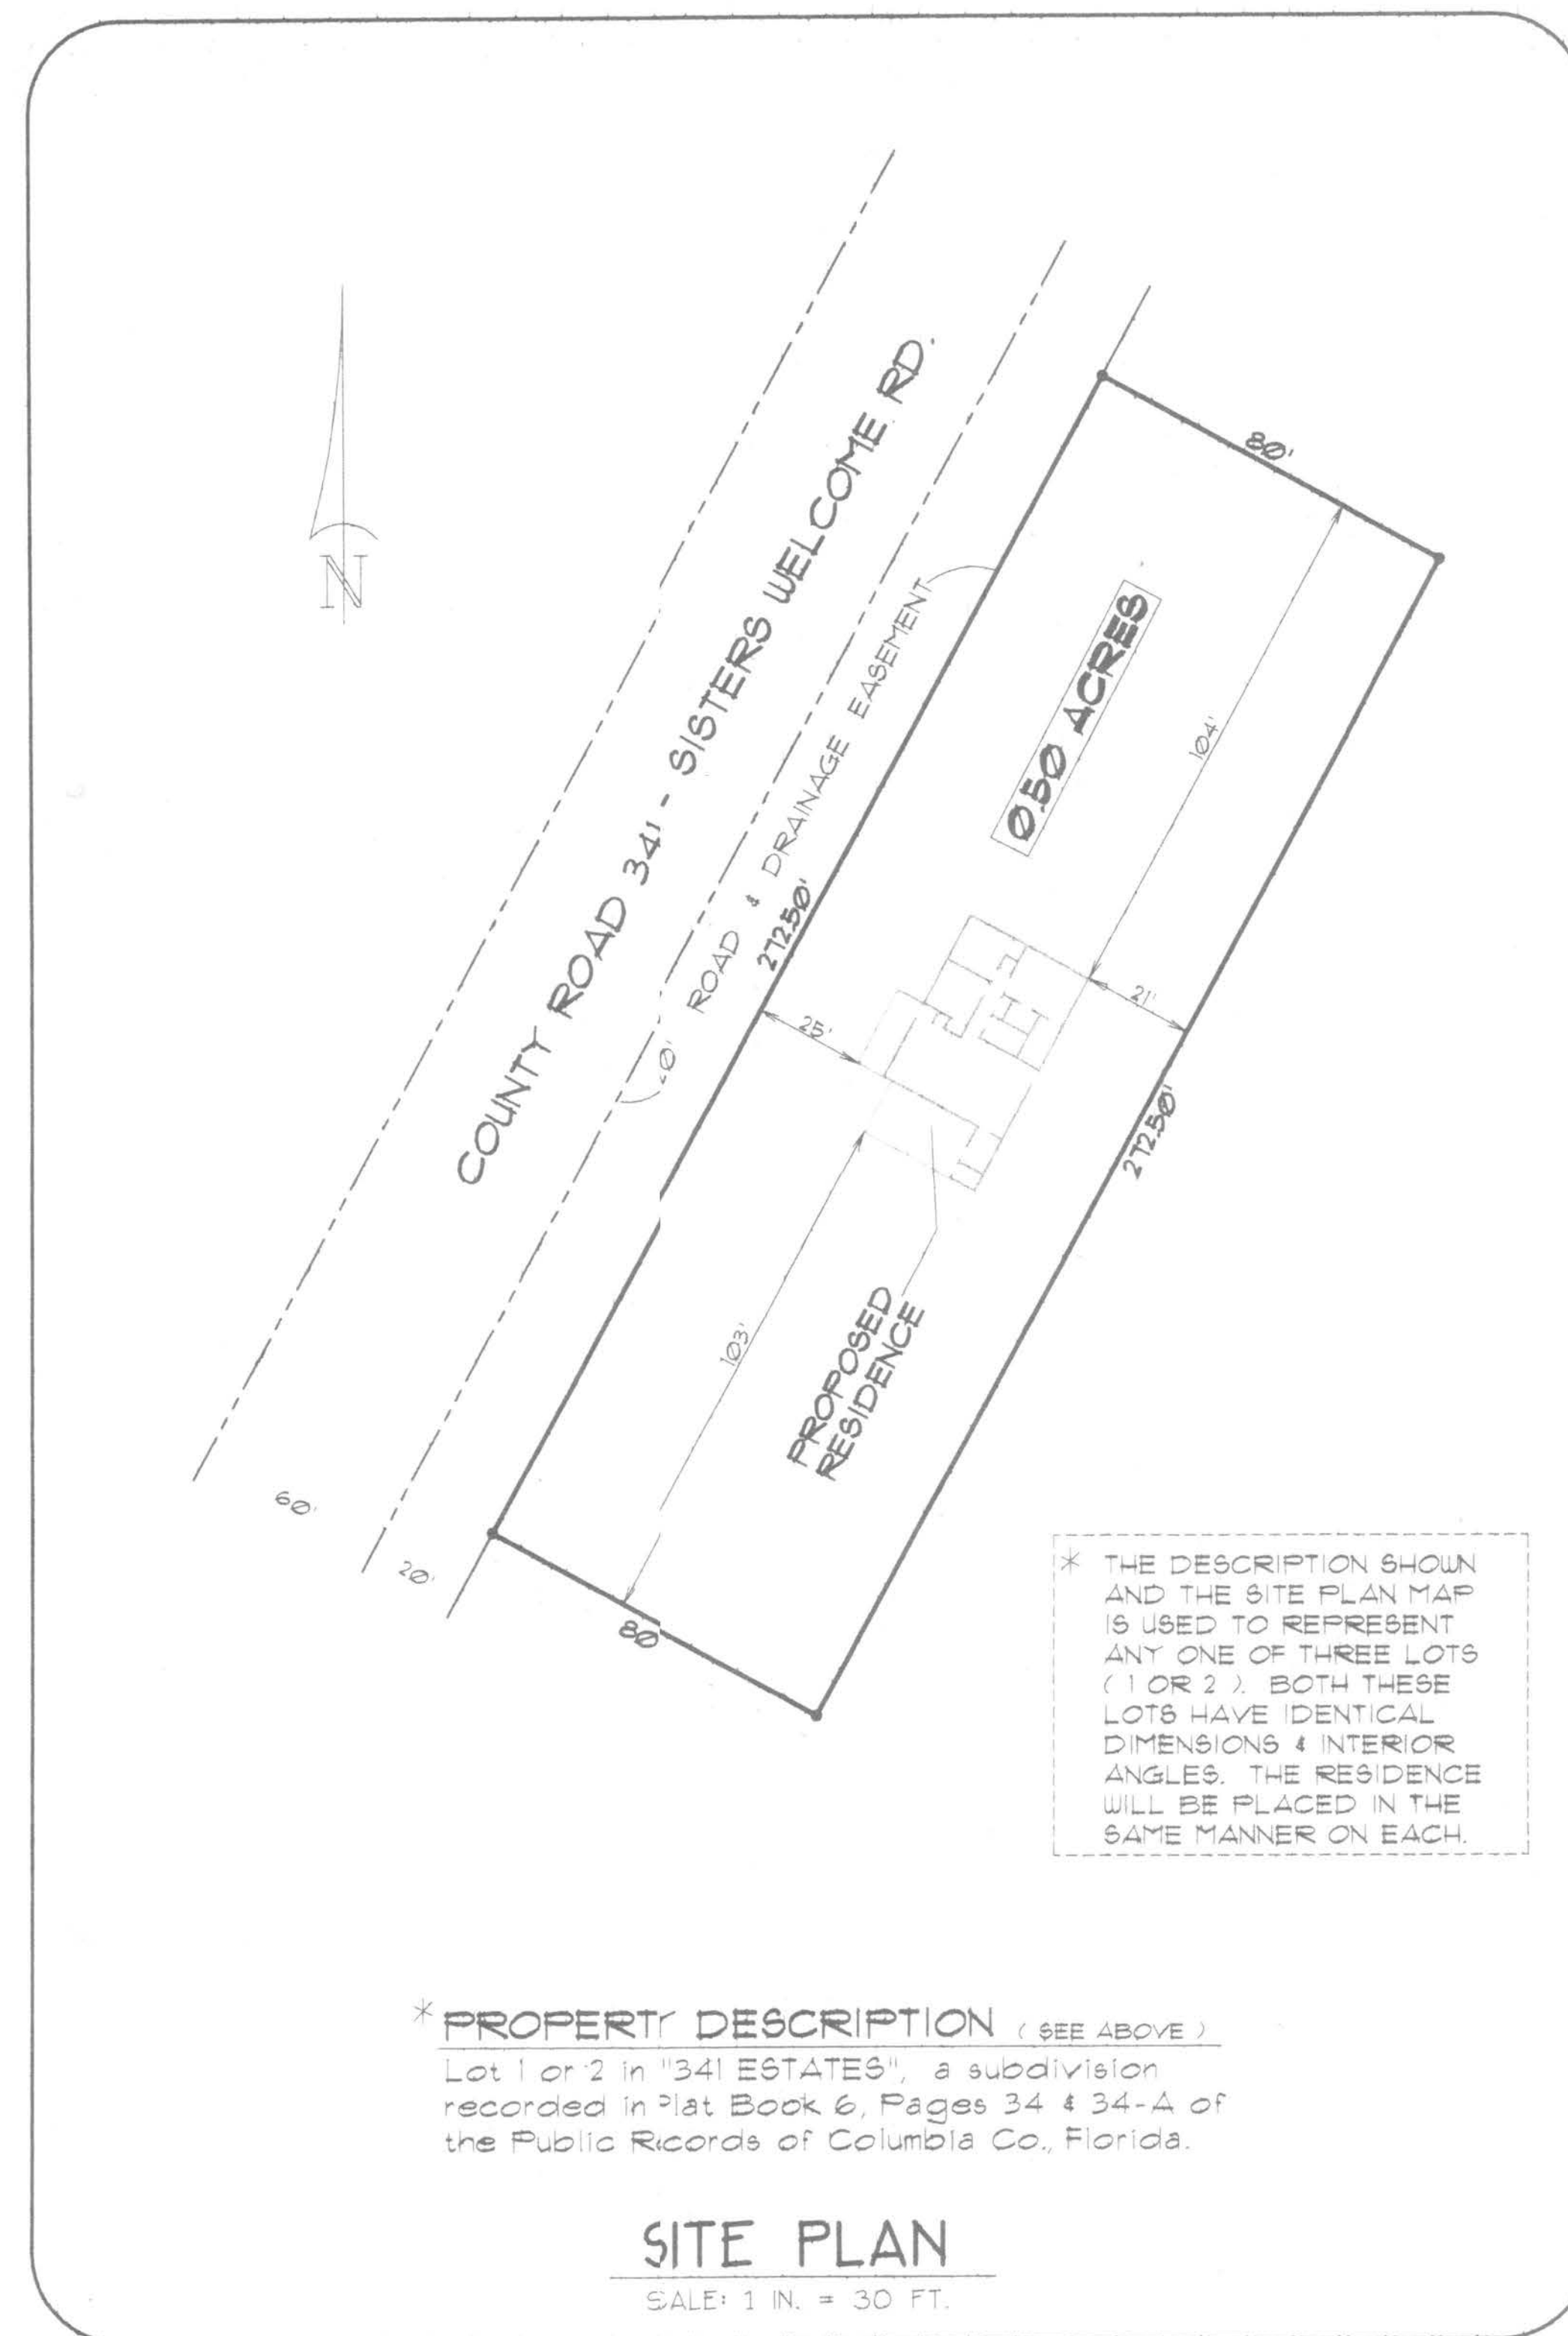 N
COUNTY ROAD 341 - SISTERS WELCOME RD.
ROAD & DRAINAGE EASEMENT
80'
0.50 ACRES
104'
272.50'
21'
25'
272.50'
103'
PROPOSED
RESIDENCE
60'
20'
80'
* THE DESCRIPTION SHOWN
AND THE SITE PLAN MAP
IS USED TO REPRESENT
ANY ONE OF THREE LOTS
( 1 OR 2 ). BOTH THESE
LOTS HAVE IDENTICAL
DIMENSIONS & INTERIOR
ANGLES. THE RESIDENCE
WILL BE PLACED IN THE
SAME MANNER ON EACH.
* PROPERTY DESCRIPTION ( SEE ABOVE )
Lot 1 or 2 in "341 ESTATES", a subdivision
recorded in Plat Book 6, Pages 34 & 34-A of
the Public Records of Columbia Co., Florida.
SITE PLAN
SALE: 1 IN. = 30 FT.